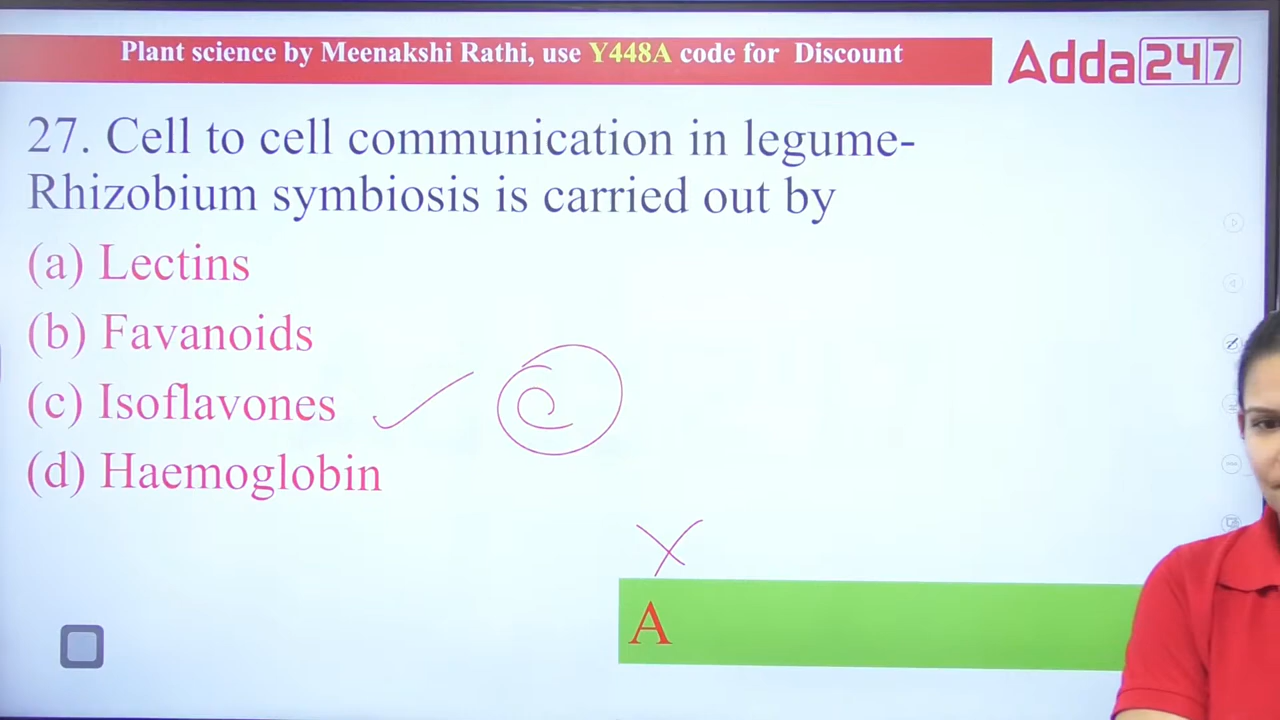 Plant science by Meenakshi Rathi, use Y448A code for Discount
Adda247
27. Cell to cell communication in legume-
Rhizobium symbiosis is carried out by
(a) Lectins
(b) Favanoids
(c) Isoflavones
(d) Haemoglobin
A